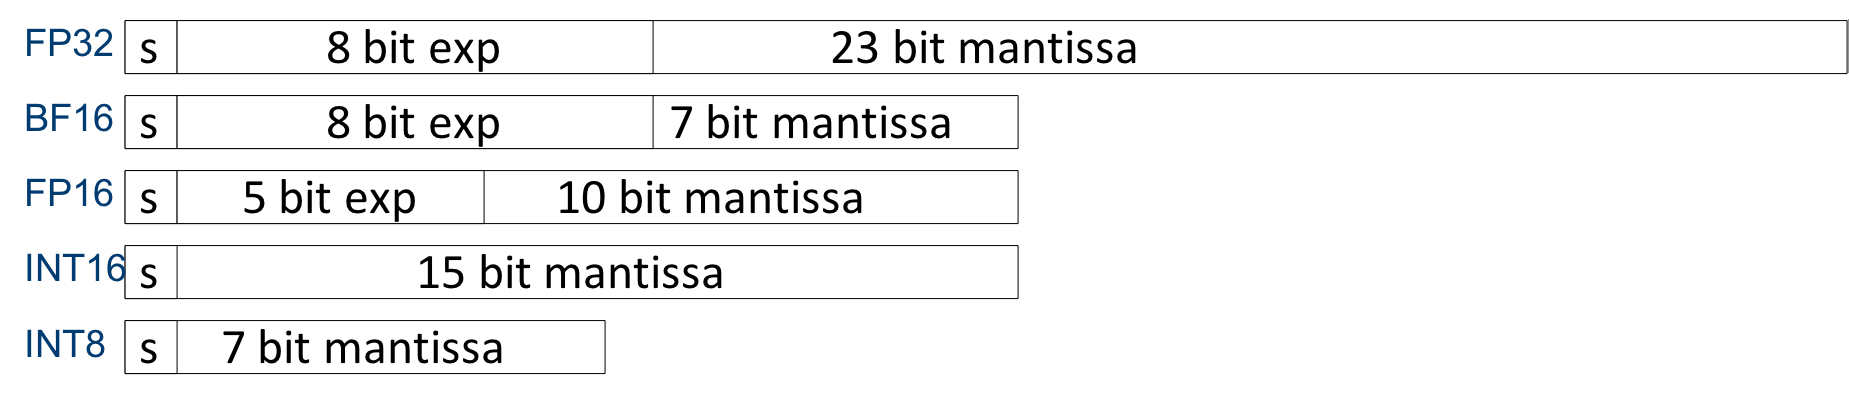 FP32 s 8 bit exp 23 bit mantissa
BF16 s 8 bit exp 7 bit mantissa
FP16 s 5 bit exp 10 bit mantissa
INT16 s 15 bit mantissa
INT8 s 7 bit mantissa